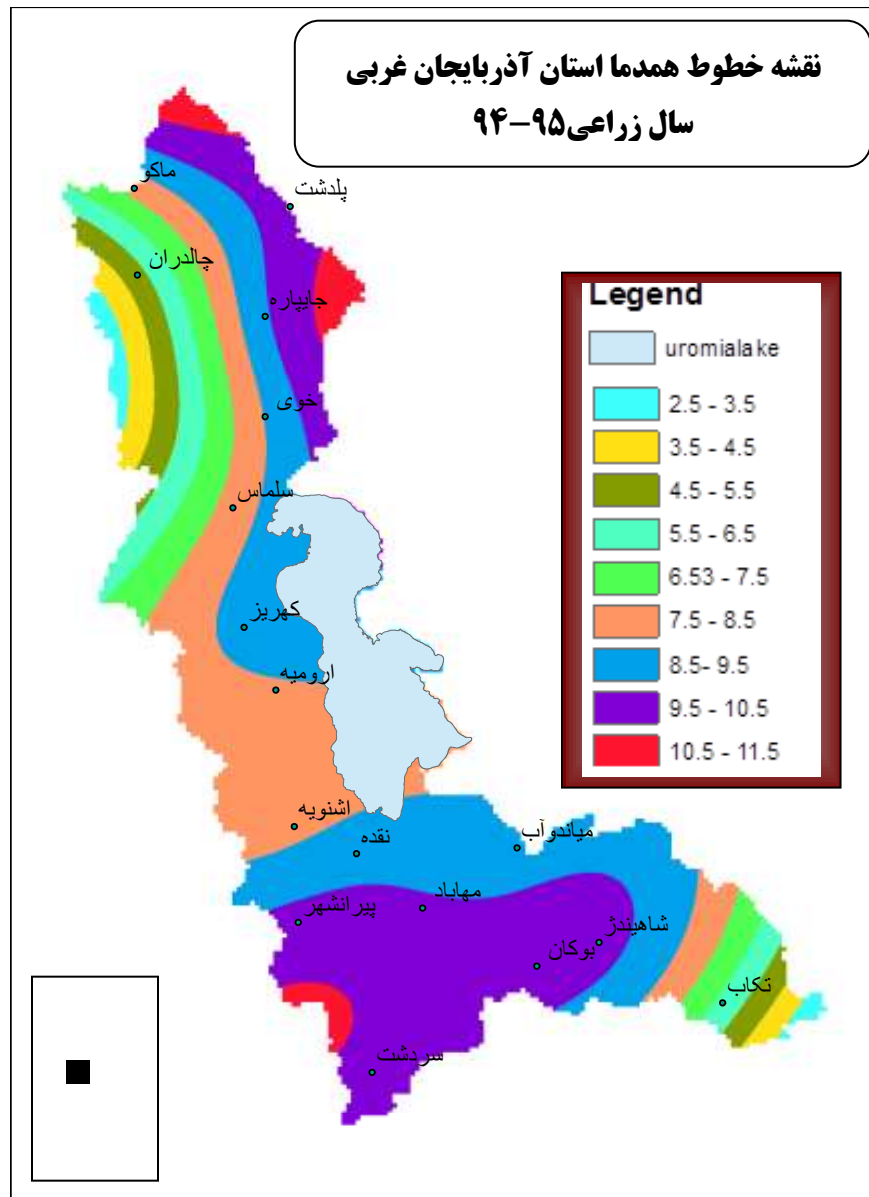 نقشه خطوط همدما استان آذربایجان غربی
سال زراعی۹۵-۹۴
ماکو
پلدشت
چالدران
جایپاره
خوی
سلماس
کهریز
ارومیه
اشنویه
نقده
میاندوآب
مهاباد
پیرانشهر
شاهیندژ
بوکان
تکاب
سردشت
Legend
uromialake
2.5 - 3.5
3.5 - 4.5
4.5 - 5.5
5.5 - 6.5
6.53 - 7.5
7.5 - 8.5
8.5- 9.5
9.5 - 10.5
10.5 - 11.5